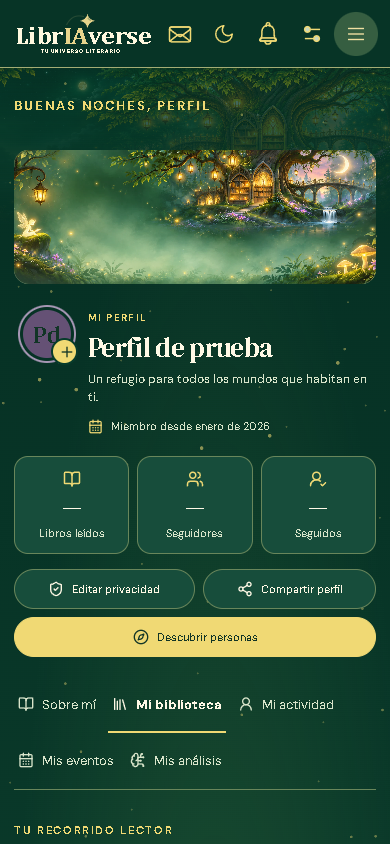 LibrIAverse
TU UNIVERSO LITERARIO
BUENAS NOCHES, PERFIL
Pd
MI PERFIL
Perfil de prueba
Un refugio para todos los mundos que habitan en
ti.
Miembro desde enero de 2026
— — —
Libros leídos Seguidores Seguidos
Editar privacidad Compartir perfil
Descubrir personas
Sobre mí Mi biblioteca Mi actividad
Mis eventos Mis análisis
TU RECORRIDO LECTOR